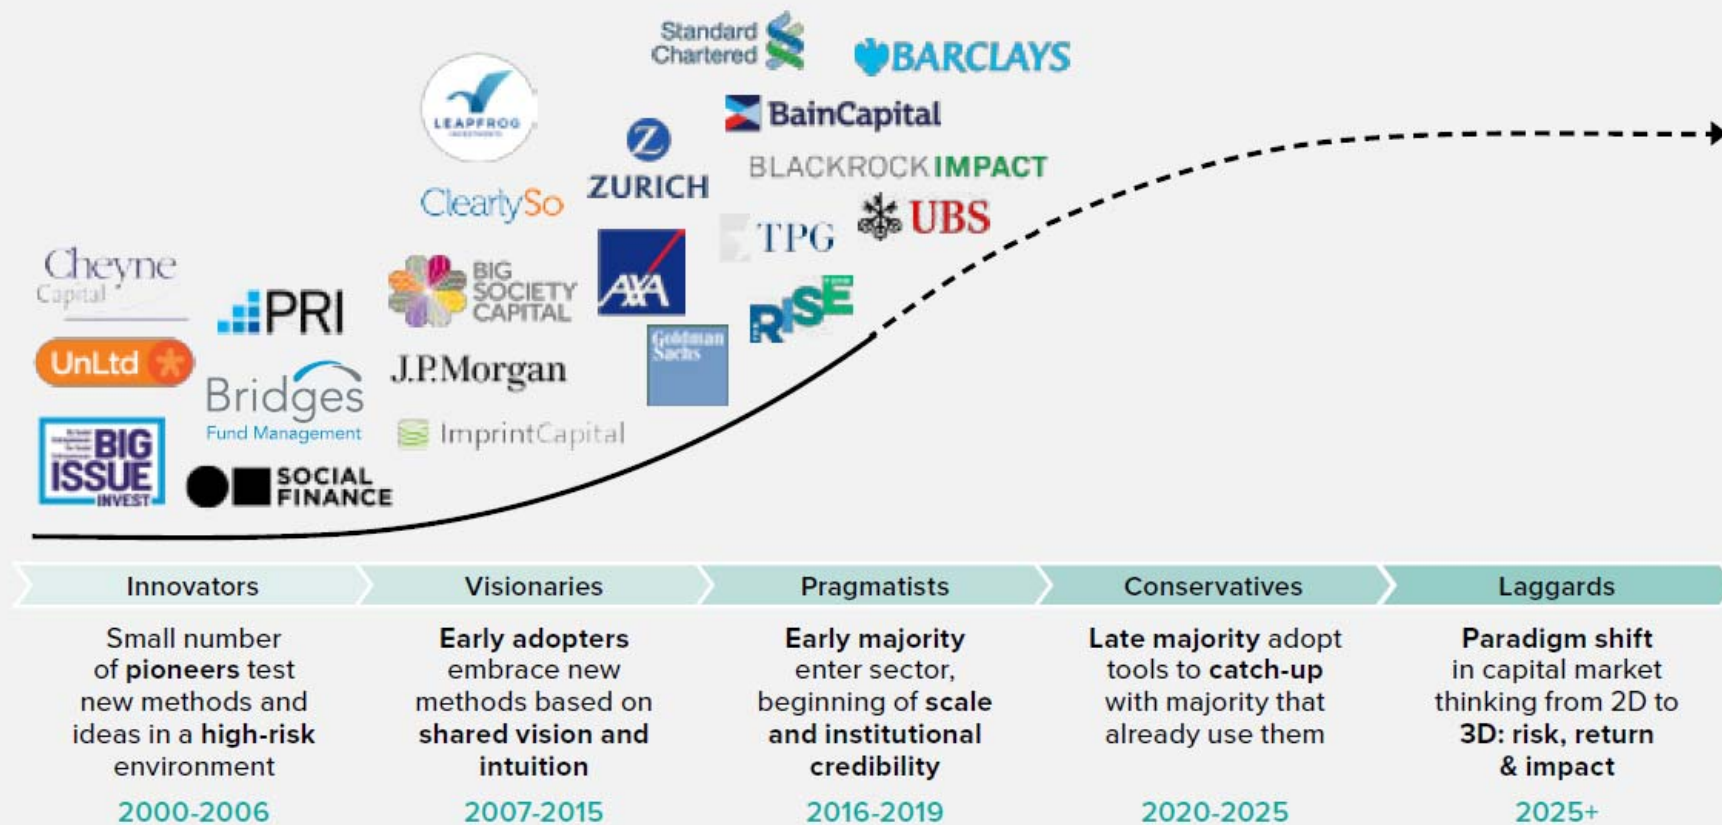 Standard
Chartered
BARCLAYS
LEAPFROG
INVESTMENTS
BainCapital
ZURICH
BLACKROCK IMPACT
ClearlySo
UBS
TPG
Cheyne
Capital
PRI
BIG
SOCIETY
CAPITAL
AXA
THE
RISE
FUND
UnLtd
Bridges
Fund Management
J.P.Morgan
Goldman
Sachs
ImprintCapital
BIG
ISSUE
INVEST
SOCIAL
FINANCE
Innovators
Small number
of pioneers test
new methods and
ideas in a high-risk
environment
2000-2006
Visionaries
Early adopters
embrace new
methods based on
shared vision and
intuition
2007-2015
Pragmatists
Early majority
enter sector,
beginning of scale
and institutional
credibility
2016-2019
Conservatives
Late majority adopt
tools to catch-up
with majority that
already use them
2020-2025
Laggards
Paradigm shift
in capital market
thinking from 2D to
3D: risk, return
& impact
2025+